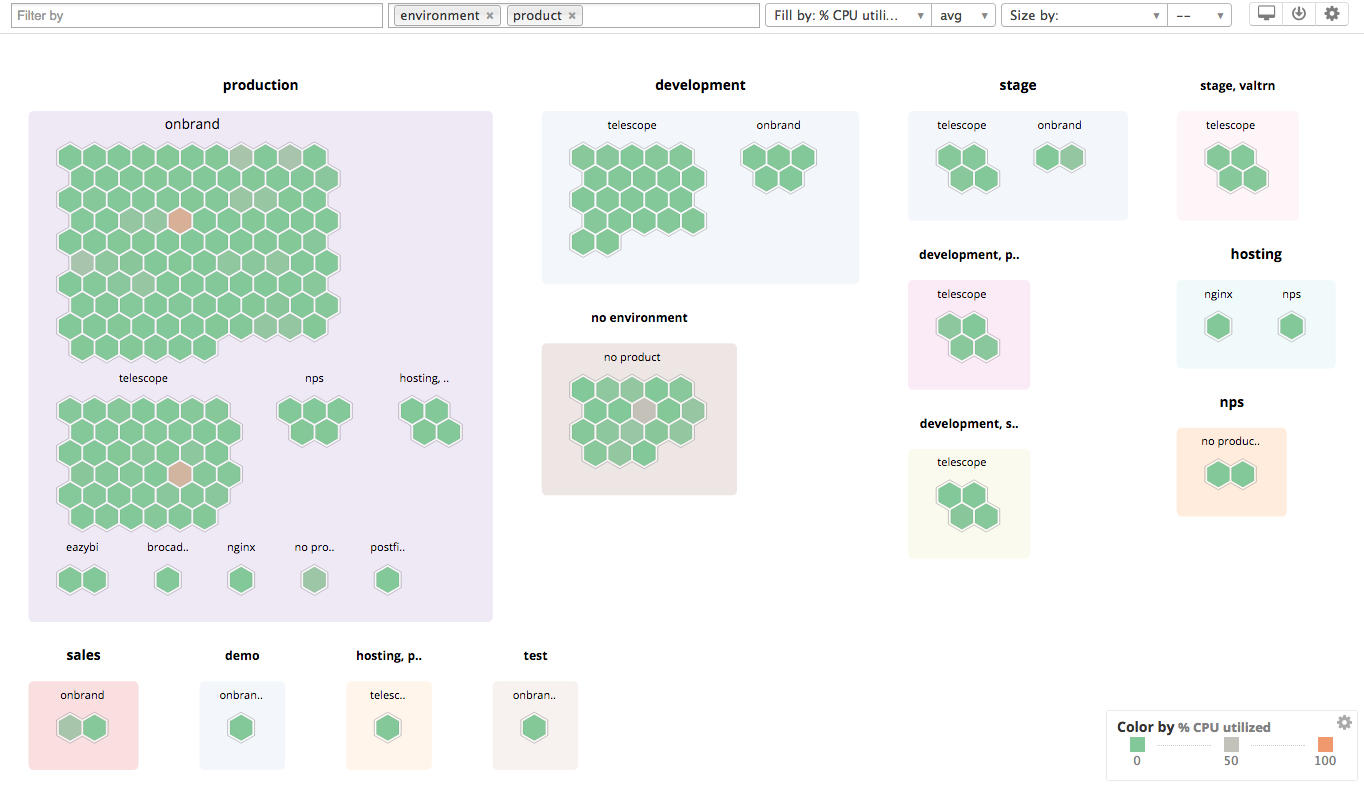 Filter by environment × product × Fill by: % CPU utili... ▼ avg ▼ Size by: ▼ -- ▼
production development stage stage, valtrn
onbrand telescope onbrand telescope onbrand telescope
development, p.. hosting
telescope nginx nps
no environment
no product
telescope nps hosting, ..
nps
development, s..
no produc..
telescope
eazybi brocad.. nginx no pro.. postfi..
sales demo hosting, p.. test
onbrand onbran.. telesc.. onbran..
Color by % CPU utilized
0 50 100